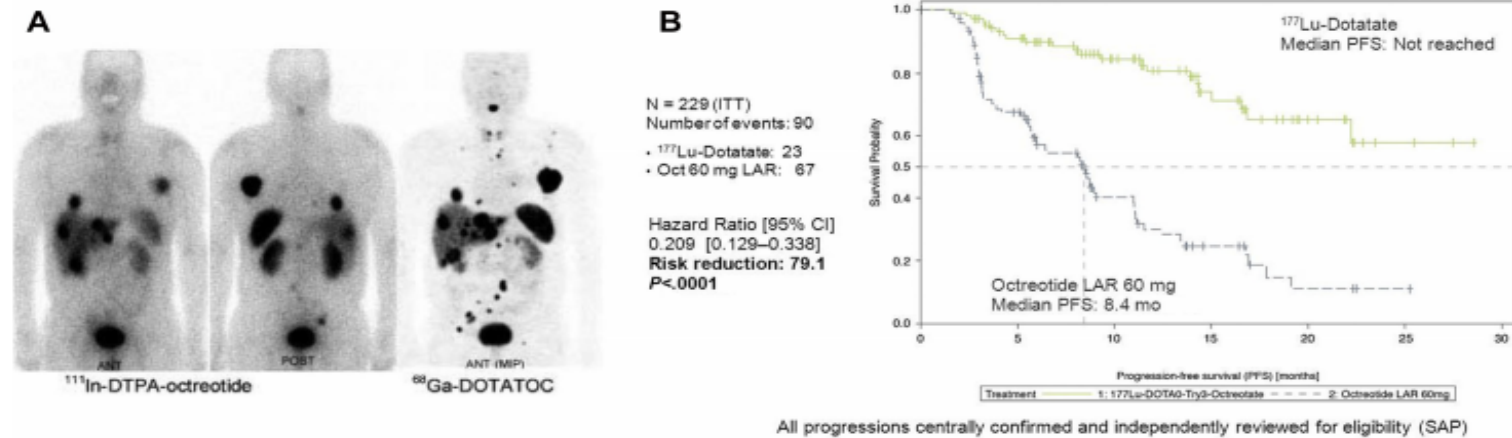 A
ANT
POST
ANT (MIP)
¹¹¹In-DTPA-octreotide
⁶⁸Ga-DOTATOC
B
N = 229 (ITT)
Number of events: 90
• ¹⁷⁷Lu-Dotatate: 23
• Oct 60 mg LAR: 67
Hazard Ratio [95% CI]
0.209 [0.129–0.338]
Risk reduction: 79.1
P<.0001
Survival Probablity
1.0
0.8
0.6
0.5
0.4
0.2
0.0
¹⁷⁷Lu-Dotatate
Median PFS: Not reached
Octreotide LAR 60 mg
Median PFS: 8.4 mo
0 5 10 15 20 25 30
Progression-free survival (PFS) [months]
Treatment 1: 177Lu-DOTA0-Try3-Octreotate 2: Octreotide LAR 60mg
All progressions centrally confirmed and independently reviewed for eligibility (SAP)